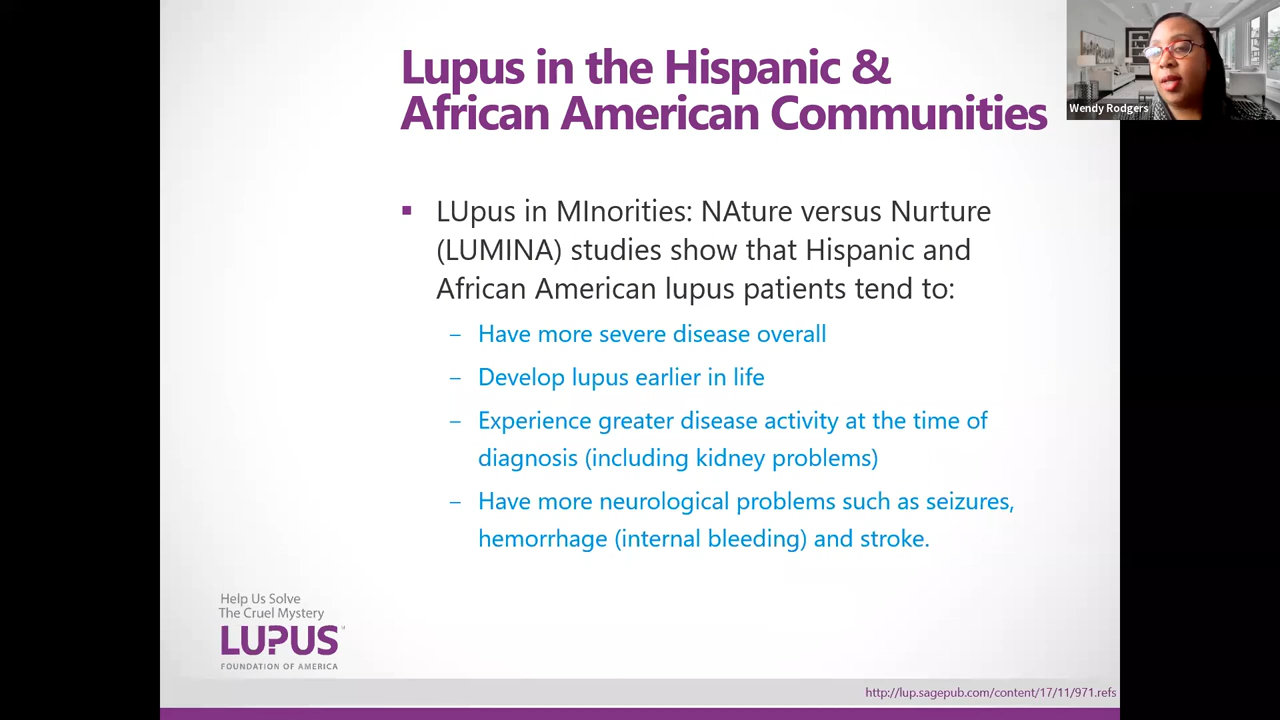 Lupus in the Hispanic &
African American Communities
Wendy Rodgers
▪ LUpus in MInorities: NAture versus Nurture
(LUMINA) studies show that Hispanic and
African American lupus patients tend to:
– Have more severe disease overall
– Develop lupus earlier in life
– Experience greater disease activity at the time of
diagnosis (including kidney problems)
– Have more neurological problems such as seizures,
hemorrhage (internal bleeding) and stroke.
Help Us Solve
The Cruel Mystery
LUPUS
FOUNDATION OF AMERICA
http://lup.sagepub.com/content/17/11/971.refs